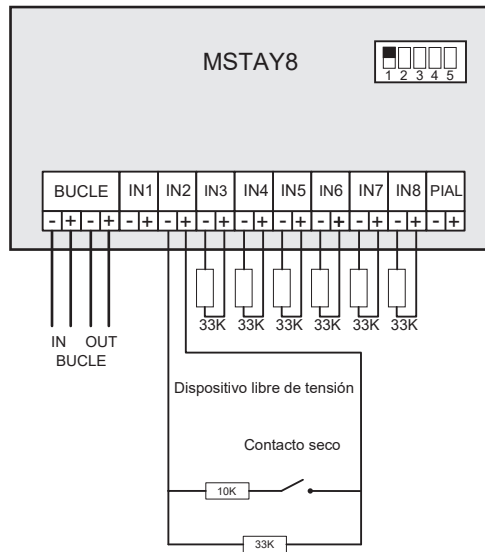 MSTAY8
1 2 3 4 5
BUCLE IN1 IN2 IN3 IN4 IN5 IN6 IN7 IN8 PIAL
- + - + - + - + - + - + - + - + - + - + - +
33K 33K 33K 33K 33K 33K
IN OUT
BUCLE
Dispositivo libre de tensión
Contacto seco
10K
33K